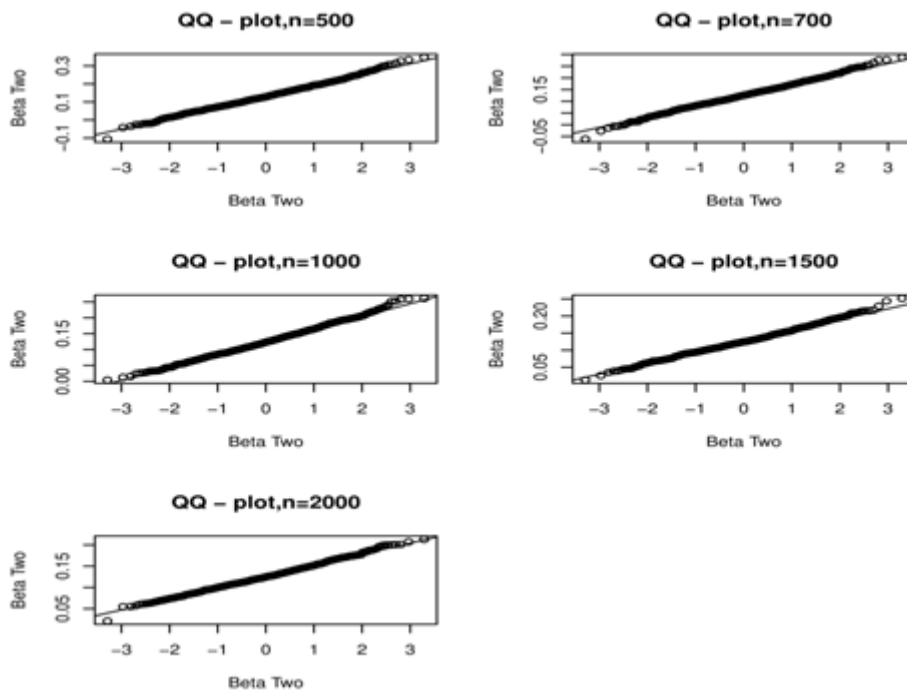 QQ – plot,n=500
Beta Two
−0.1 0.1 0.3
−3 −2 −1 0 1 2 3
Beta Two
QQ – plot,n=700
Beta Two
−0.05 0.15
−3 −2 −1 0 1 2 3
Beta Two
QQ – plot,n=1000
Beta Two
0.00 0.15
−3 −2 −1 0 1 2 3
Beta Two
QQ – plot,n=1500
Beta Two
0.05 0.20
−3 −2 −1 0 1 2 3
Beta Two
QQ – plot,n=2000
Beta Two
0.05 0.15
−3 −2 −1 0 1 2 3
Beta Two